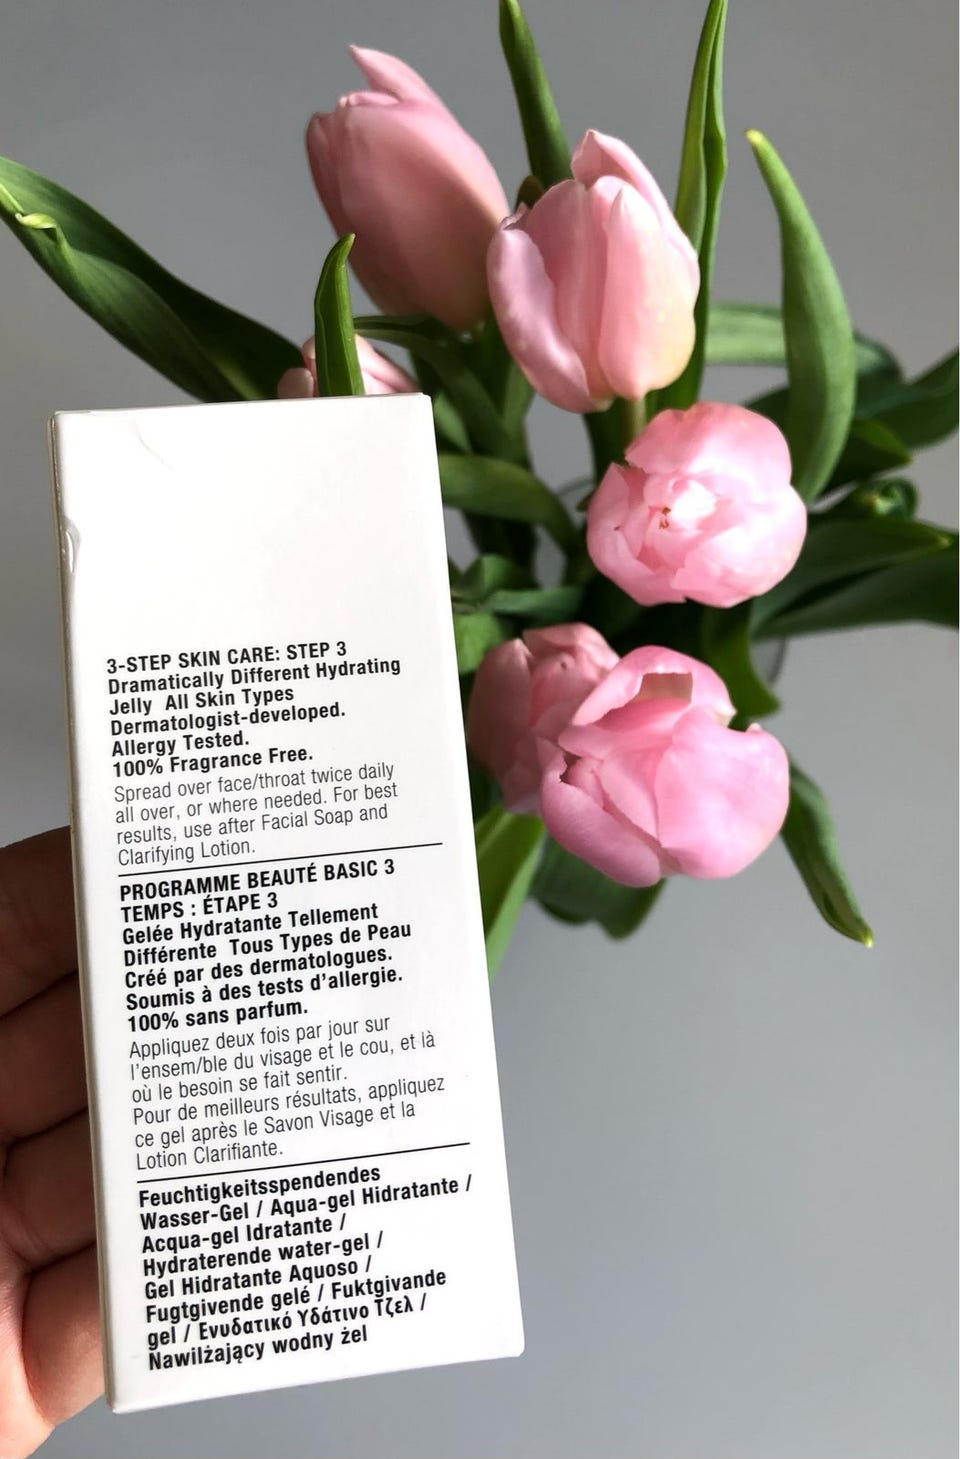 3-STEP SKIN CARE: STEP 3
Dramatically Different Hydrating
Jelly All Skin Types
Dermatologist-developed.
Allergy Tested.
100% Fragrance Free.
Spread over face/throat twice daily
all over, or where needed. For best
results, use after Facial Soap and
Clarifying Lotion.
PROGRAMME BEAUTÉ BASIC 3
TEMPS : ÉTAPE 3
Gelée Hydratante Tellement
Différente Tous Types de Peau
Créé par des dermatologues.
Soumis à des tests d'allergie.
100% sans parfum.
Appliquez deux fois par jour sur
l'ensem/ble du visage et le cou, et là
où le besoin se fait sentir.
Pour de meilleurs résultats, appliquez
ce gel après le Savon Visage et la
Lotion Clarifiante.
Feuchtigkeitsspendendes
Wasser-Gel / Aqua-gel Hidratante /
Acqua-gel Idratante /
Hydraterende water-gel /
Gel Hidratante Aquoso /
Fugtgivende gelé / Fuktgivande
gel / Ενυδατικό Υδάτινο Τζελ /
Nawilżający wodny żel